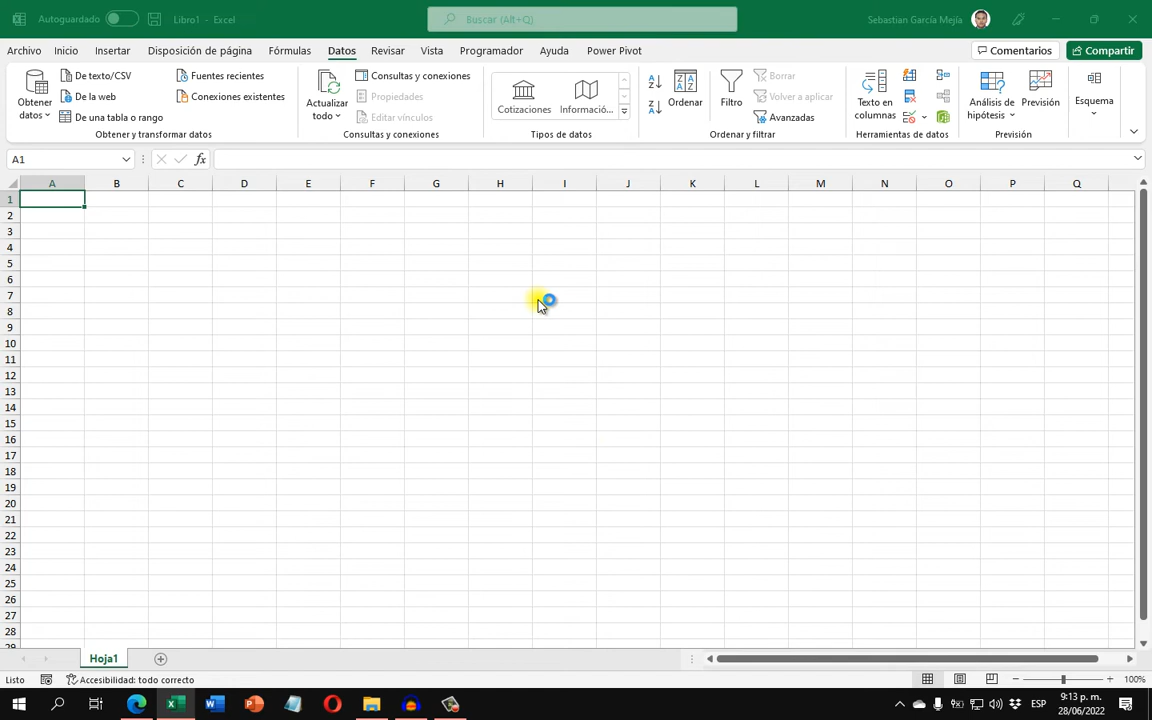 Autoguardado Libro1 - Excel Buscar (Alt+Q) Sebastian García Mejía
Archivo Inicio Insertar Disposición de página Fórmulas Datos Revisar Vista Programador Ayuda Power Pivot Comentarios Compartir
Obtener datos
De texto/CSV
De la web
De una tabla o rango
Fuentes recientes
Conexiones existentes
Obtener y transformar datos
Actualizar todo
Consultas y conexiones
Propiedades
Editar vínculos
Consultas y conexiones
Cotizaciones Informació...
Tipos de datos
Ordenar
Filtro
Borrar
Volver a aplicar
Avanzadas
Ordenar y filtrar
Texto en columnas
Herramientas de datos
Análisis de hipótesis
Previsión
Previsión
Esquema
A1 fx
A B C D E F G H I J K L M N O P Q
1
2
3
4
5
6
7
8
9
10
11
12
13
14
15
16
17
18
19
20
21
22
23
24
25
26
27
28
29
Hoja1
Listo Accesibilidad: todo correcto 100%
ESP 9:13 p. m.
28/06/2022